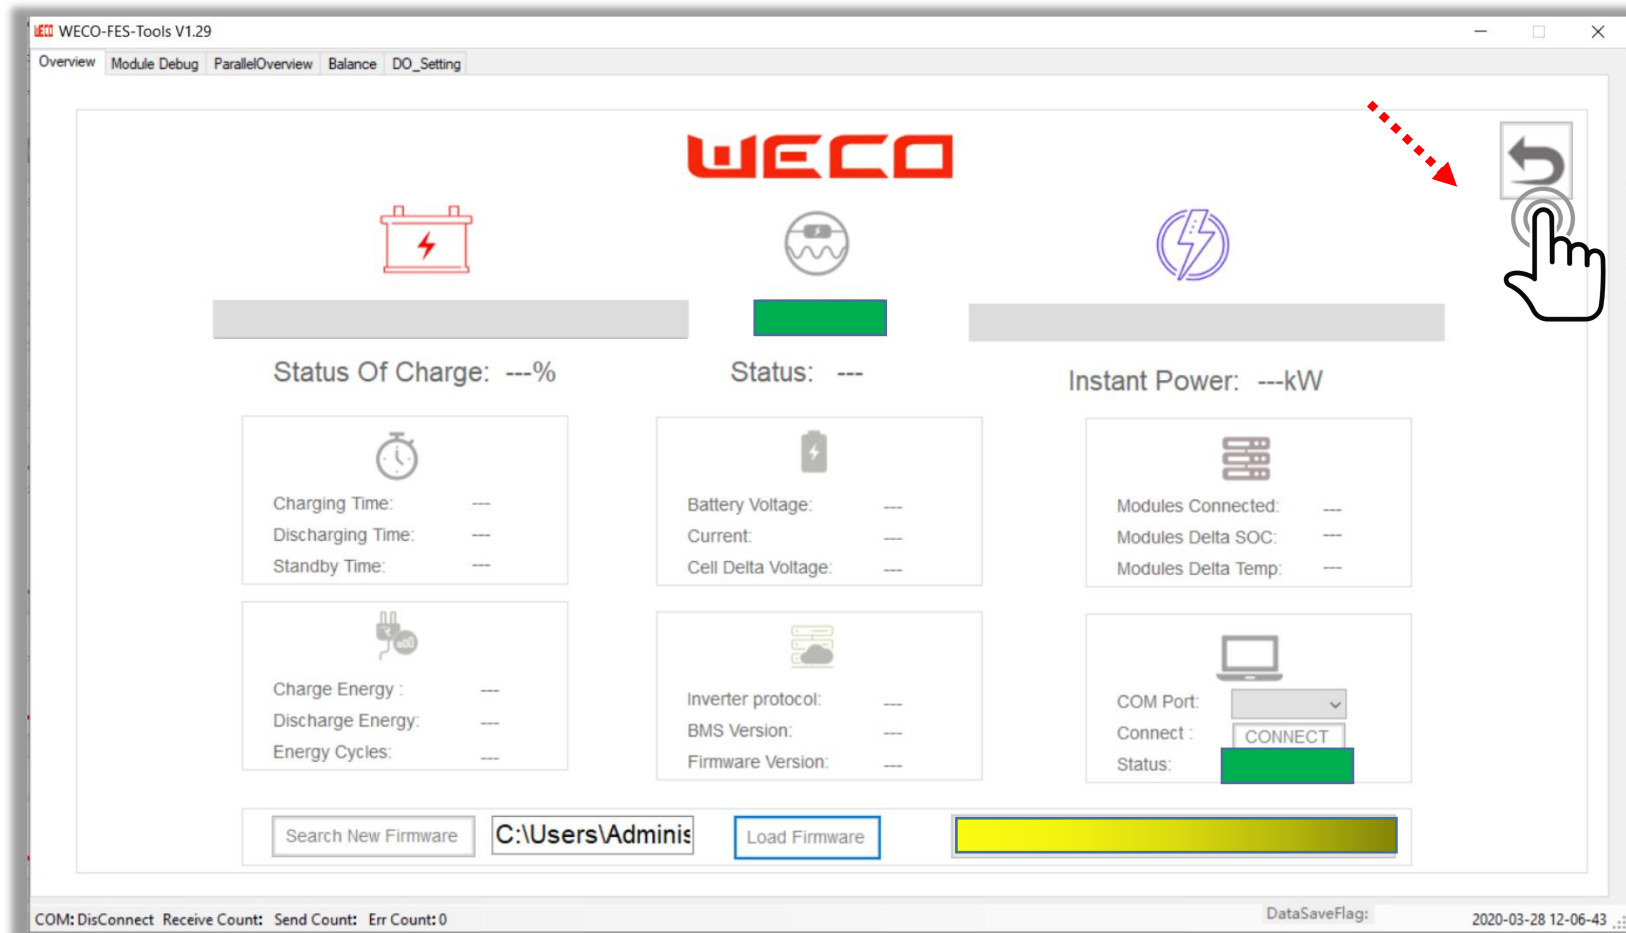 WECO WECO-FES-Tools V1.29
Overview Module Debug ParallelOverview Balance DO_Setting
WECO
Status Of Charge: ---% Status: --- Instant Power: ---kW
Charging Time: ---
Discharging Time: ---
Standby Time: ---
Battery Voltage: ---
Current: ---
Cell Delta Voltage: ---
Modules Connected: ---
Modules Delta SOC: ---
Modules Delta Temp: ---
Charge Energy : ---
Discharge Energy: ---
Energy Cycles: ---
Inverter protocol: ---
BMS Version: ---
Firmware Version: ---
COM Port:
Connect : CONNECT
Status:
Search New Firmware C:\Users\Adminis Load Firmware
COM: DisConnect Receive Count: Send Count: Err Count: 0 DataSaveFlag: 2020-03-28 12-06-43